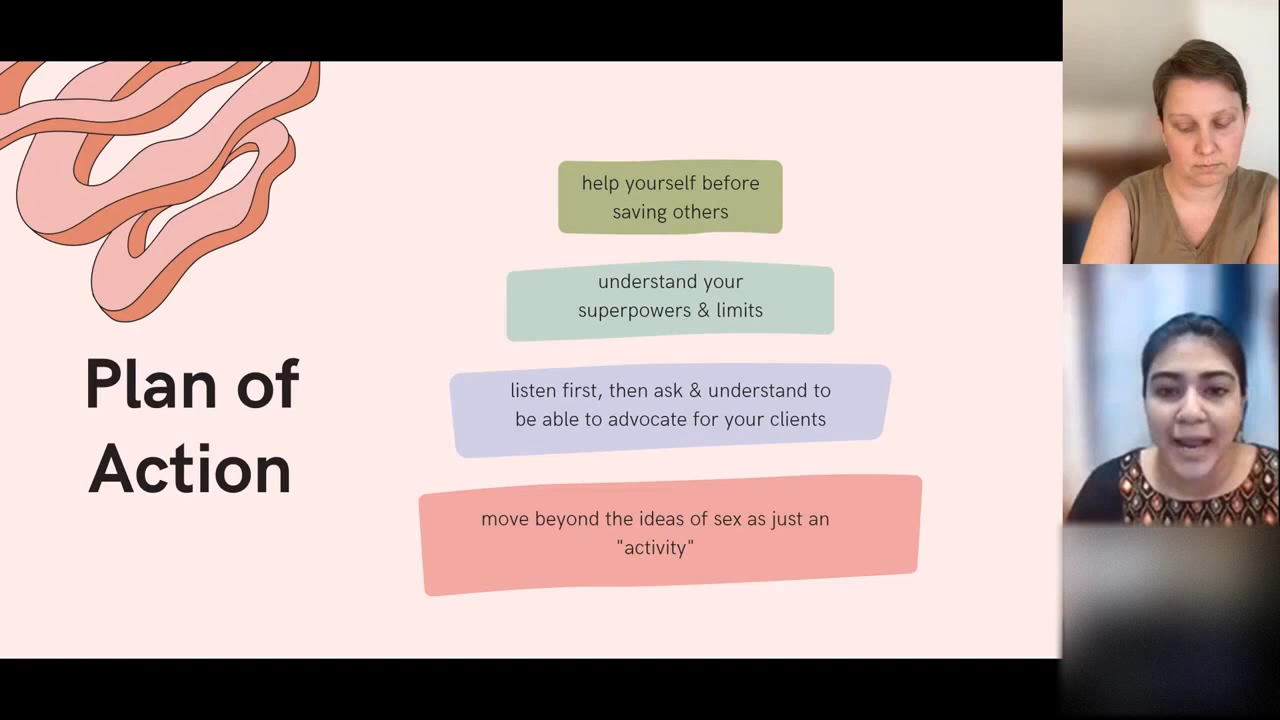 Plan of
Action
help yourself before
saving others
understand your
superpowers & limits
listen first, then ask & understand to
be able to advocate for your clients
move beyond the ideas of sex as just an
"activity"